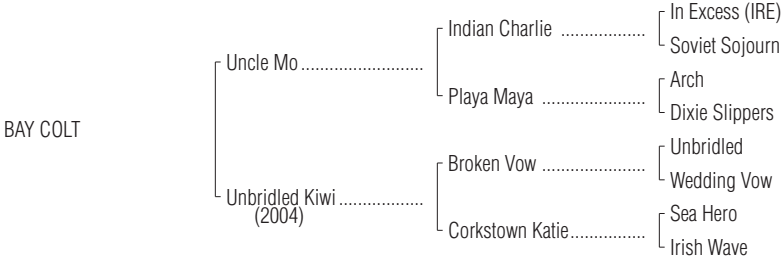 In Excess (IRE)
Indian Charlie ....................
Soviet Sojourn
Uncle Mo ..........................
Arch
Playa Maya ......................
Dixie Slippers
BAY COLT
Unbridled
Broken Vow ......................
Wedding Vow
Unbridled Kiwi ..................
(2004)
Sea Hero
Corkstown Katie................
Irish Wave